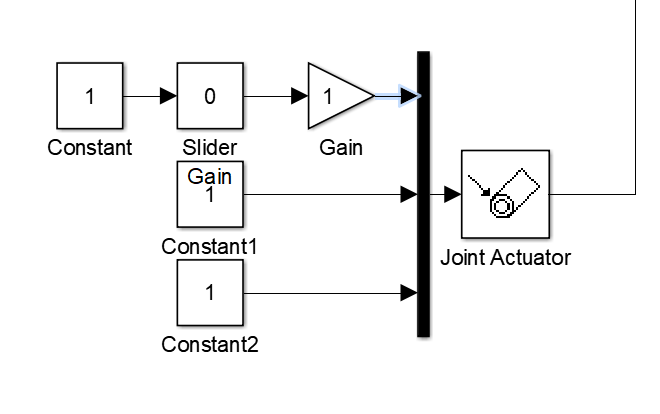 1
0
1
Constant
Slider
Gain
Gain
1
Constant1
Joint Actuator
1
Constant2